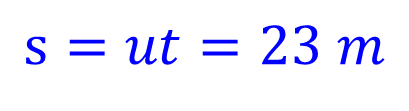 s = ut = 23 m